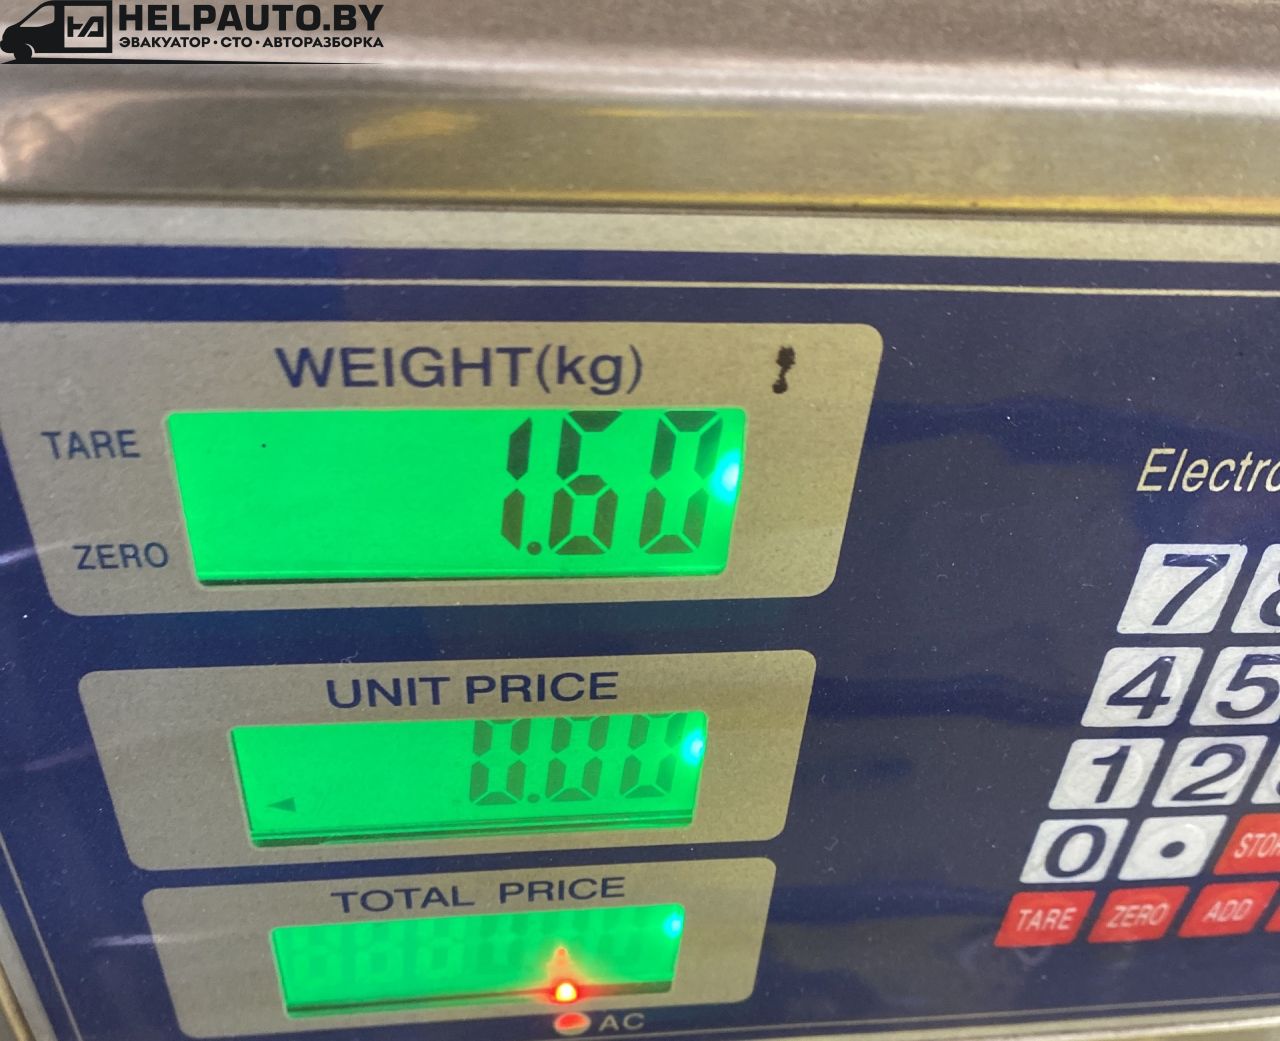 HA HELPAUTO.BY
ЭВАКУАТОР · СТО · АВТОРАЗБОРКА
WEIGHT(kg)
TARE
1.60
ZERO
UNIT PRICE
0.00
TOTAL PRICE
AC
7
4 5
1 2
0 •
TARE ZERO ADD